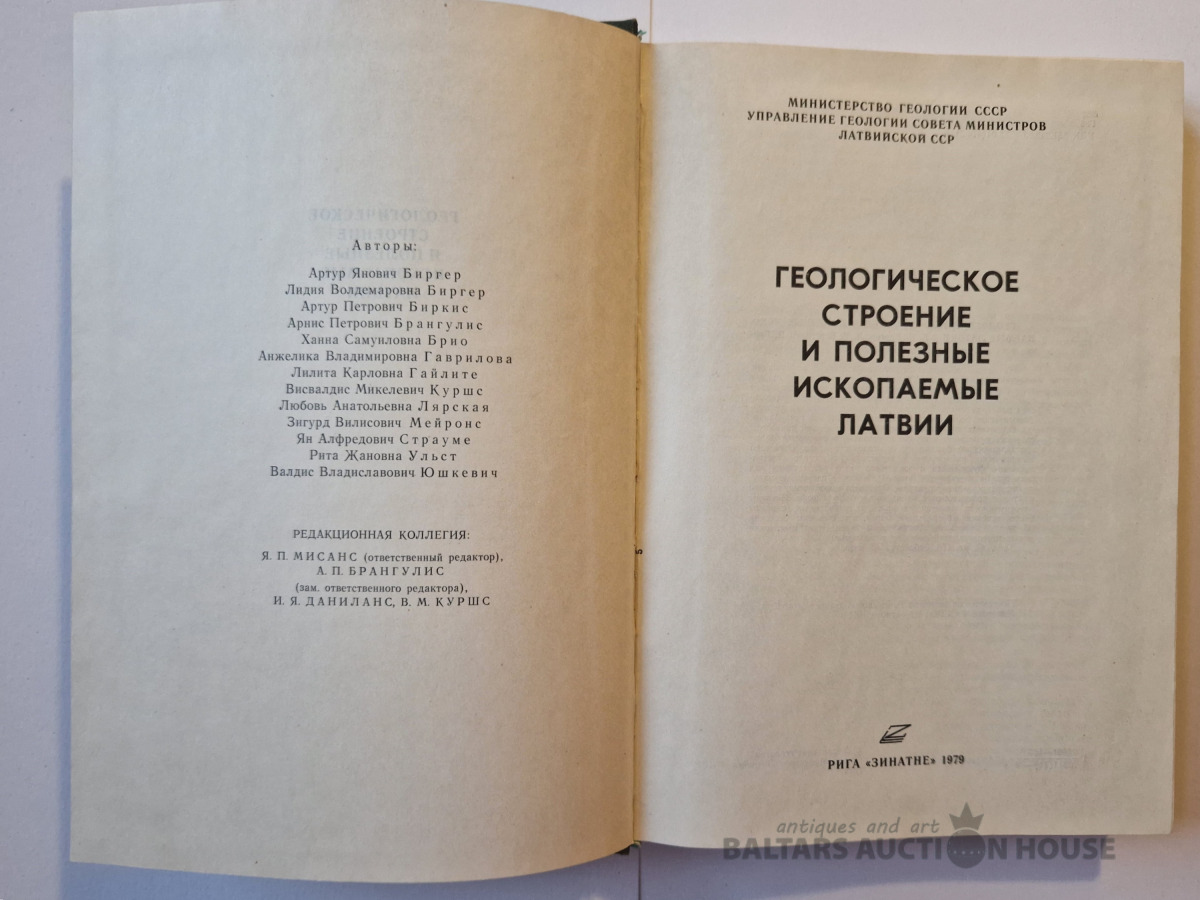 Авторы:
Артур Янович Биргер
Лидия Волдемаровна Биргер
Артур Петрович Биркис
Арнис Петрович Брангулис
Ханна Самуиловна Брио
Анжелика Владимировна Гаврилова
Лилита Карловна Гайлите
Висвалдис Микелевич Куршс
Любовь Анатольевна Лярская
Зигурд Вилисович Мейронс
Ян Алфредович Страуме
Рита Жановна Ульст
Валдис Владиславович Юшкевич
РЕДАКЦИОННАЯ КОЛЛЕГИЯ:
Я. П. МИСАНС (ответственный редактор),
А. П. БРАНГУЛИС
(зам. ответственного редактора),
И. Я. ДАНИЛАНС, В. М. КУРШС
МИНИСТЕРСТВО ГЕОЛОГИИ СССР
УПРАВЛЕНИЕ ГЕОЛОГИИ СОВЕТА МИНИСТРОВ
ЛАТВИЙСКОЙ ССР
ГЕОЛОГИЧЕСКОЕ
СТРОЕНИЕ
И ПОЛЕЗНЫЕ
ИСКОПАЕМЫЕ
ЛАТВИИ
РИГА «ЗИНАТНЕ» 1979
antiques and art
BALTARS AUCTION HOUSE